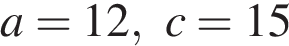 a = 12, c = 15